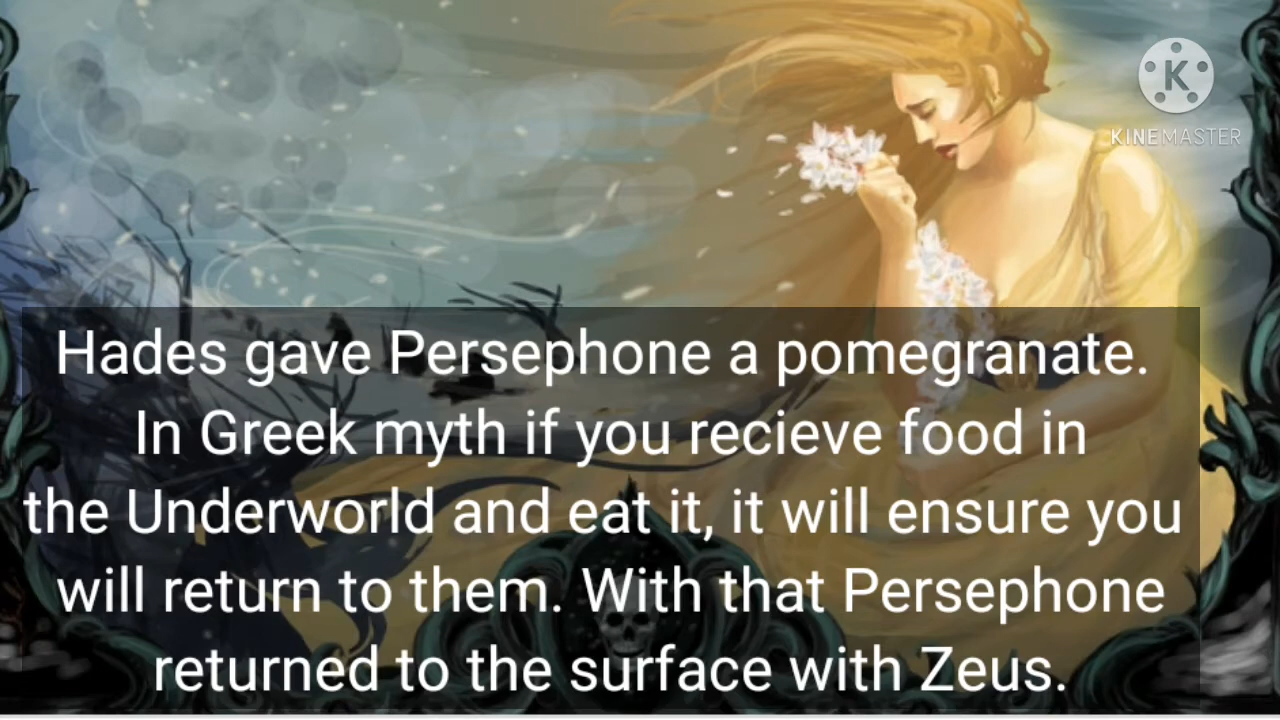 K
KINEMASTER
Hades gave Persephone a pomegranate.
In Greek myth if you recieve food in
the Underworld and eat it, it will ensure you
will return to them. With that Persephone
returned to the surface with Zeus.